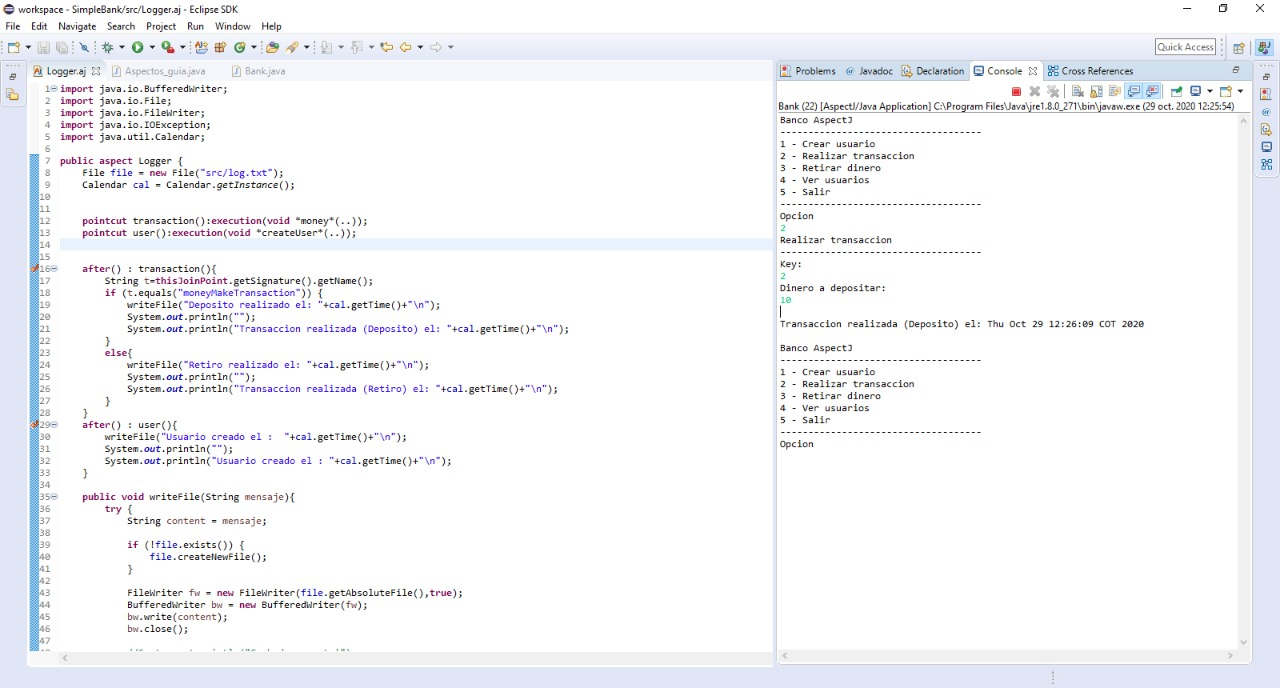 workspace - SimpleBank/src/Logger.aj - Eclipse SDK
File Edit Navigate Search Project Run Window Help
Quick Access
Logger.aj Aspectos_guia.java Bank.java
1 import java.io.BufferedWriter;
2 import java.io.File;
3 import java.io.FileWriter;
4 import java.io.IOException;
5 import java.util.Calendar;
6
7 public aspect Logger {
8 File file = new File("src/log.txt");
9 Calendar cal = Calendar.getInstance();
10
11
12 pointcut transaction():execution(void *money*(..));
13 pointcut user():execution(void *createUser*(..));
14
15
16 after() : transaction(){
17 String t=thisJoinPoint.getSignature().getName();
18 if (t.equals("moneyMakeTransaction")) {
19 writeFile("Deposito realizado el: "+cal.getTime()+"\n");
20 System.out.println("");
21 System.out.println("Transaccion realizada (Deposito) el: "+cal.getTime()+"\n");
22 }
23 else{
24 writeFile("Retiro realizado el: "+cal.getTime()+"\n");
25 System.out.println("");
26 System.out.println("Transaccion realizada (Retiro) el: "+cal.getTime()+"\n");
27 }
28 }
29 after() : user(){
30 writeFile("Usuario creado el :  "+cal.getTime()+"\n");
31 System.out.println("");
32 System.out.println("Usuario creado el : "+cal.getTime()+"\n");
33 }
34
35 public void writeFile(String mensaje){
36 try {
37 String content = mensaje;
38
39 if (!file.exists()) {
40 file.createNewFile();
41 }
42
43 FileWriter fw = new FileWriter(file.getAbsoluteFile(),true);
44 BufferedWriter bw = new BufferedWriter(fw);
45 bw.write(content);
46 bw.close();
47
Problems Javadoc Declaration Console Cross References
Bank (22) [AspectJ/Java Application] C:\Program Files\Java\jre1.8.0_271\bin\javaw.exe (29 oct. 2020 12:25:54)
Banco AspectJ
------------------------------------
1 - Crear usuario
2 - Realizar transaccion
3 - Retirar dinero
4 - Ver usuarios
5 - Salir
------------------------------------
Opcion
2
Realizar transaccion
------------------------------------
Key:
2
Dinero a depositar:
10
Transaccion realizada (Deposito) el: Thu Oct 29 12:26:09 COT 2020
Banco AspectJ
------------------------------------
1 - Crear usuario
2 - Realizar transaccion
3 - Retirar dinero
4 - Ver usuarios
5 - Salir
------------------------------------
Opcion